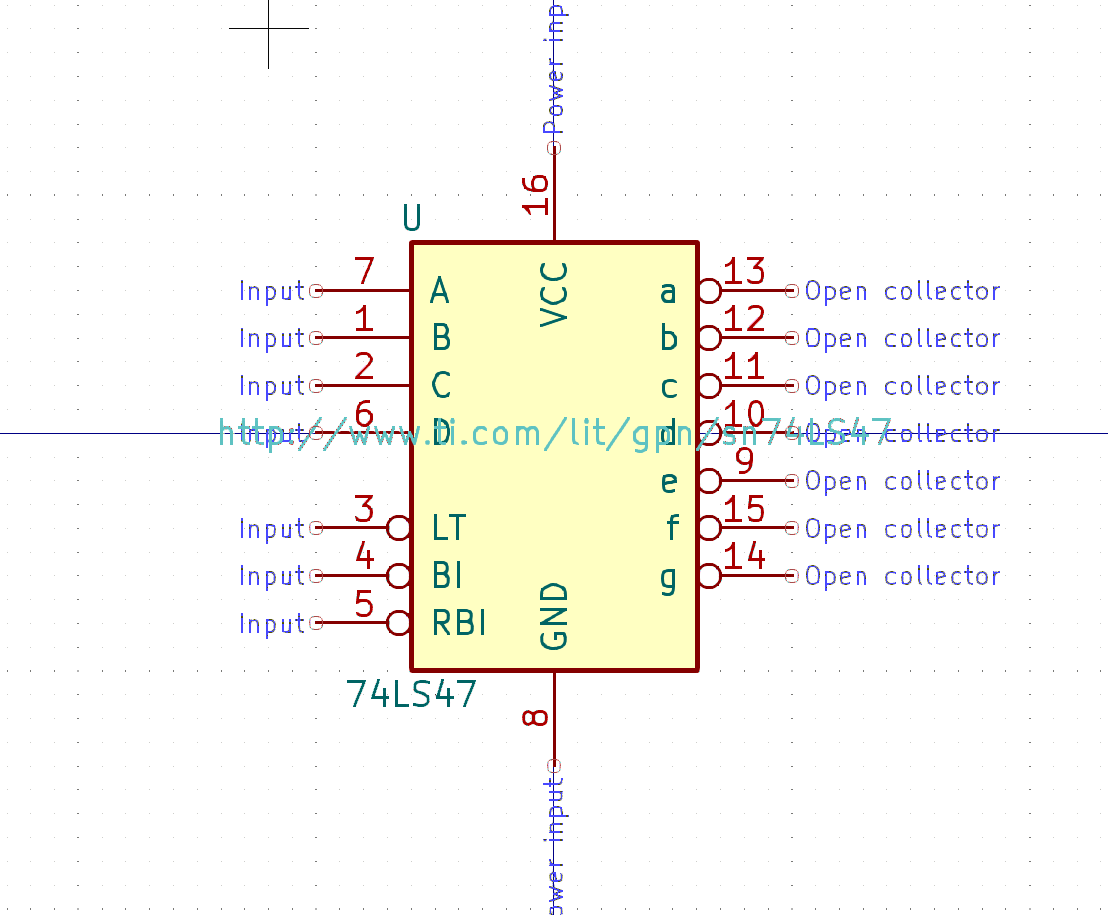 Power inp
16
U
7 VCC 13
Input A a Open collector
1 12
Input B b Open collector
2 11
Input C c Open collector
6 10
Input D d Open collector
http://www.ti.com/lit/gpn/sn74LS47
9
e Open collector
3 15
Input LT f Open collector
4 14
Input BI g Open collector
5 GND
Input RBI
74LS47
8
ower input